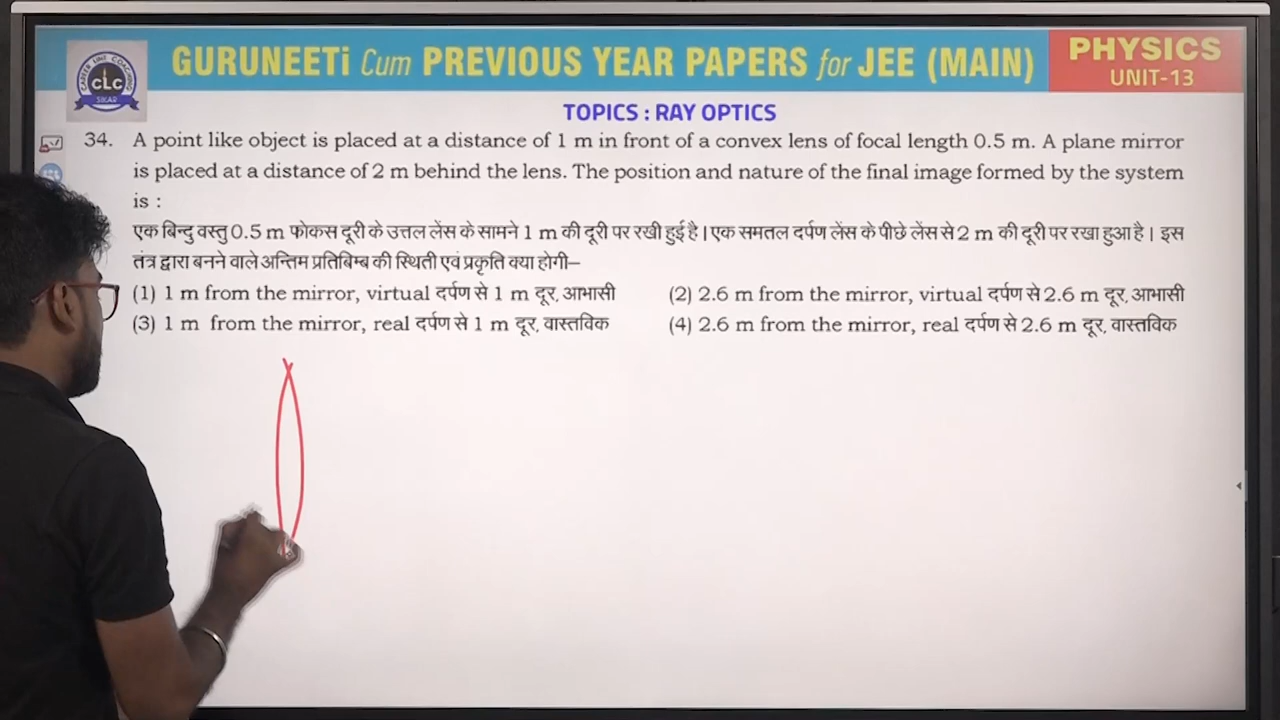 GURUNEETi Cum PREVIOUS YEAR PAPERS for JEE (MAIN)
PHYSICS
UNIT-13
CAREER LINE COACHING
CLC
SIKAR
TOPICS : RAY OPTICS
34. A point like object is placed at a distance of 1 m in front of a convex lens of focal length 0.5 m. A plane mirror
is placed at a distance of 2 m behind the lens. The position and nature of the final image formed by the system
is :
एक बिन्दु वस्तु 0.5 m फोकस दूरी के उत्तल लेंस के सामने 1 m की दूरी पर रखी हुई है। एक समतल दर्पण लेंस के पीछे लेंस से 2 m की दूरी पर रखा हुआ है। इस
तंत्र द्वारा बनने वाले अन्तिम प्रतिबिम्ब की स्थिती एवं प्रकृति क्या होगी–
(1) 1 m from the mirror, virtual दर्पण से 1 m दूर, आभासी (2) 2.6 m from the mirror, virtual दर्पण से 2.6 m दूर, आभासी
(3) 1 m from the mirror, real दर्पण से 1 m दूर, वास्तविक (4) 2.6 m from the mirror, real दर्पण से 2.6 m दूर, वास्तविक